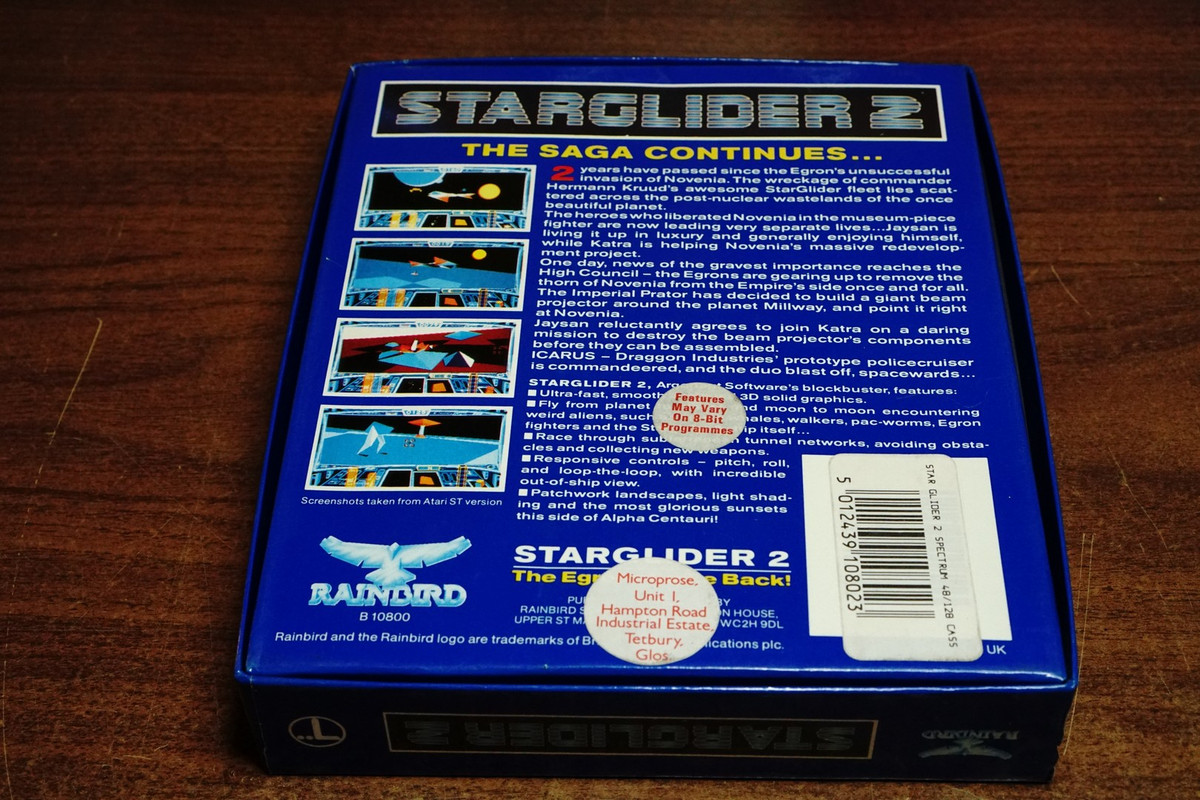 STARGLIDER 2
THE SAGA CONTINUES...
2 years have passed since the Egron's unsuccessful
invasion of Novenia. The wreckage of commander
Hermann Kruud's awesome StarGlider fleet lies scat-
tered across the post-nuclear wastelands of the once
beautiful planet.
The heroes who liberated Novenia in the museum-piece
fighter are now leading very separate lives...Jaysan is
living it up in luxury and generally enjoying himself,
while Katra is helping Novenia's massive redevelop-
ment project.
One day, news of the gravest importance reaches the
High Council – the Egrons are gearing up to remove the
thorn of Novenia from the Empire's side once and for all.
The Imperial Prator has decided to build a giant beam
projector around the planet Millway, and point it right
at Novenia.
Jaysan reluctantly agrees to join Katra on a daring
mission to destroy the beam projector's components
before they can be assembled.
ICARUS – Draggon Industries' prototype policecruiser
is commandeered, and the duo blast off, spacewards...
STARGLIDER 2, Software's blockbuster, features:
■ Ultra-fast, smooth 3D solid graphics.
■ Fly from planet and moon to moon encountering
weird aliens, such walkers, pac-worms, Egron
fighters and the itself...
■ Race through tunnel networks, avoiding obsta-
cles and collecting new weapons.
■ Responsive controls – pitch, roll,
and loop-the-loop, with incredible
out-of-ship view.
■ Patchwork landscapes, light shad-
ing and the most glorious sunsets
this side of Alpha Centauri!
Features
May Vary
On 8-Bit
Programmes
Screenshots taken from Atari ST version
STARGLIDER 2
The Back!
RAINBIRD
B 10800
BY
RAINBIRD HOUSE,
UPPER ST WC2H 9DL
Rainbird and the Rainbird logo are trademarks of plc.
Microprose,
Unit 1,
Hampton Road
Industrial Estate,
Tetbury,
Glos.
STAR GLIDER 2 SPECTRUM 48/128 CASS
5 012439 108023
UK
STARGLIDER 2
RAINBIRD